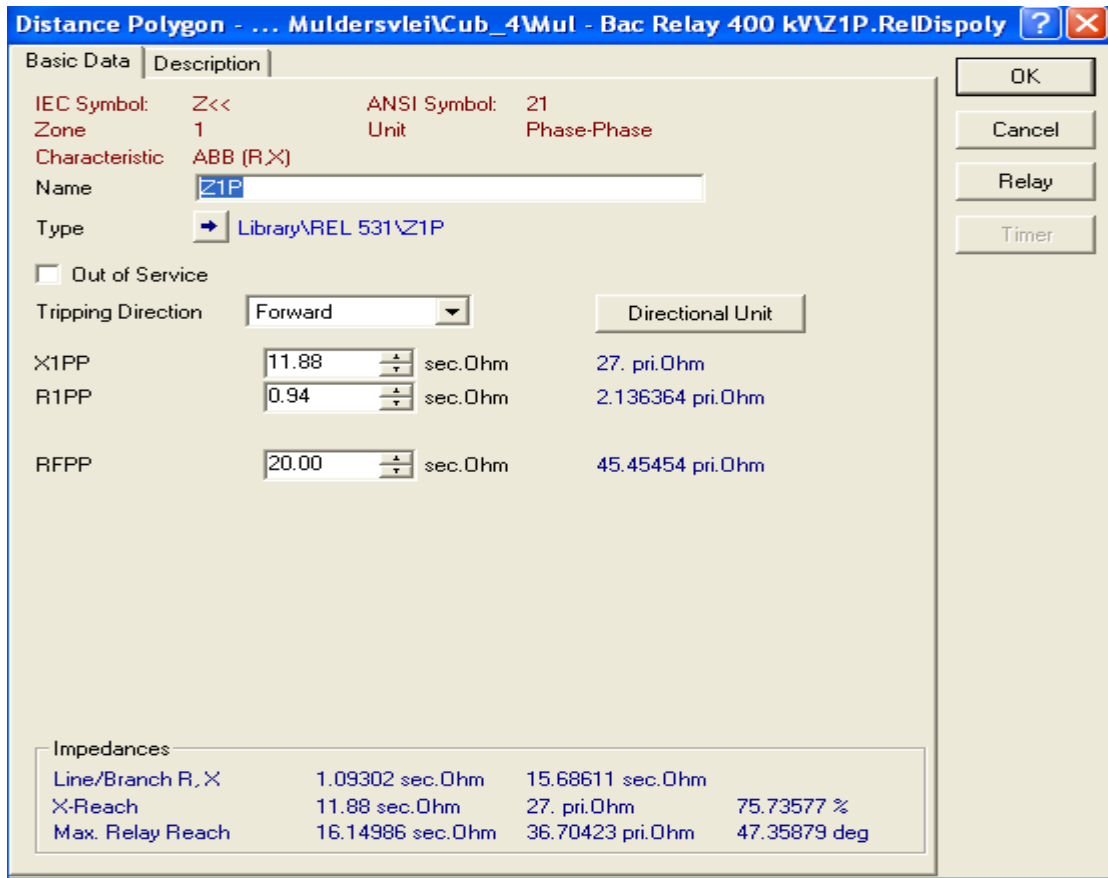 Distance Polygon - ... Muldersvlei\Cub_4\Mul - Bac Relay 400 kV\Z1P.RelDispoly ?
Basic Data Description
OK
IEC Symbol: Z<< ANSI Symbol: 21
Zone 1 Unit Phase-Phase
Cancel
Characteristic ABB (R,X)
Name Z1P
Relay
Type Library\REL 531\Z1P
Timer
Out of Service
Tripping Direction Forward Directional Unit
X1PP 11.88 sec.Ohm 27. pri.Ohm
R1PP 0.94 sec.Ohm 2.136364 pri.Ohm
RFPP 20.00 sec.Ohm 45.45454 pri.Ohm
Impedances
Line/Branch R, X 1.09302 sec.Ohm 15.68611 sec.Ohm
X-Reach 11.88 sec.Ohm 27. pri.Ohm 75.73577 %
Max. Relay Reach 16.14986 sec.Ohm 36.70423 pri.Ohm 47.35879 deg